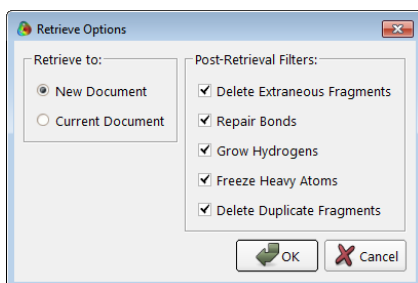 Retrieve Options
Retrieve to:
New Document
Current Document
Post-Retrieval Filters:
Delete Extraneous Fragments
Repair Bonds
Grow Hydrogens
Freeze Heavy Atoms
Delete Duplicate Fragments
OK
Cancel